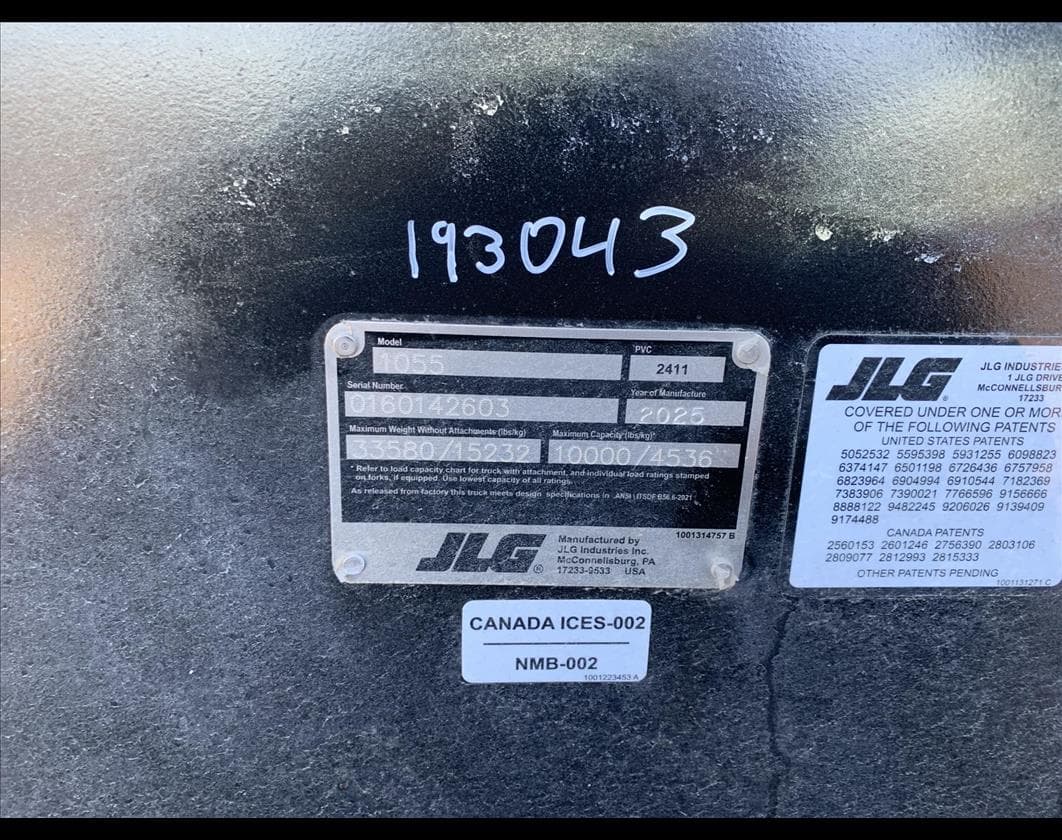 193043
Model
1055
PVC
2411
Serial Number
0160142603
Year of Manufacture
2025
Maximum Weight Without Attachments (lbs/kg)
33580/15232
Maximum Capacity (lbs/kg)*
10000/4536
* Refer to load capacity chart for truck with attachment, and individual load ratings stamped
on forks, if equipped. Use lowest capacity of all ratings.
As released from factory this truck meets design specifications in ANSI \ ITSDF B56.6-2021
1001314757 B
JLG®
Manufactured by
JLG Industries Inc.
McConnellsburg, PA
17233-9533 USA
CANADA ICES-002
NMB-002
1001223453 A
JLG®
JLG INDUSTRIE
1 JLG DRIVE
McCONNELLSBUR
17233
COVERED UNDER ONE OR MOR
OF THE FOLLOWING PATENTS
UNITED STATES PATENTS
5052532 5595398 5931255 6098823
6374147 6501198 6726436 6757958
6823964 6904994 6910544 7182369
7383906 7390021 7766596 9156666
8888122 9482245 9206026 9139409
9174488
CANADA PATENTS
2560153 2601246 2756390 2803106
2809077 2812993 2815333
OTHER PATENTS PENDING
1001131271 C